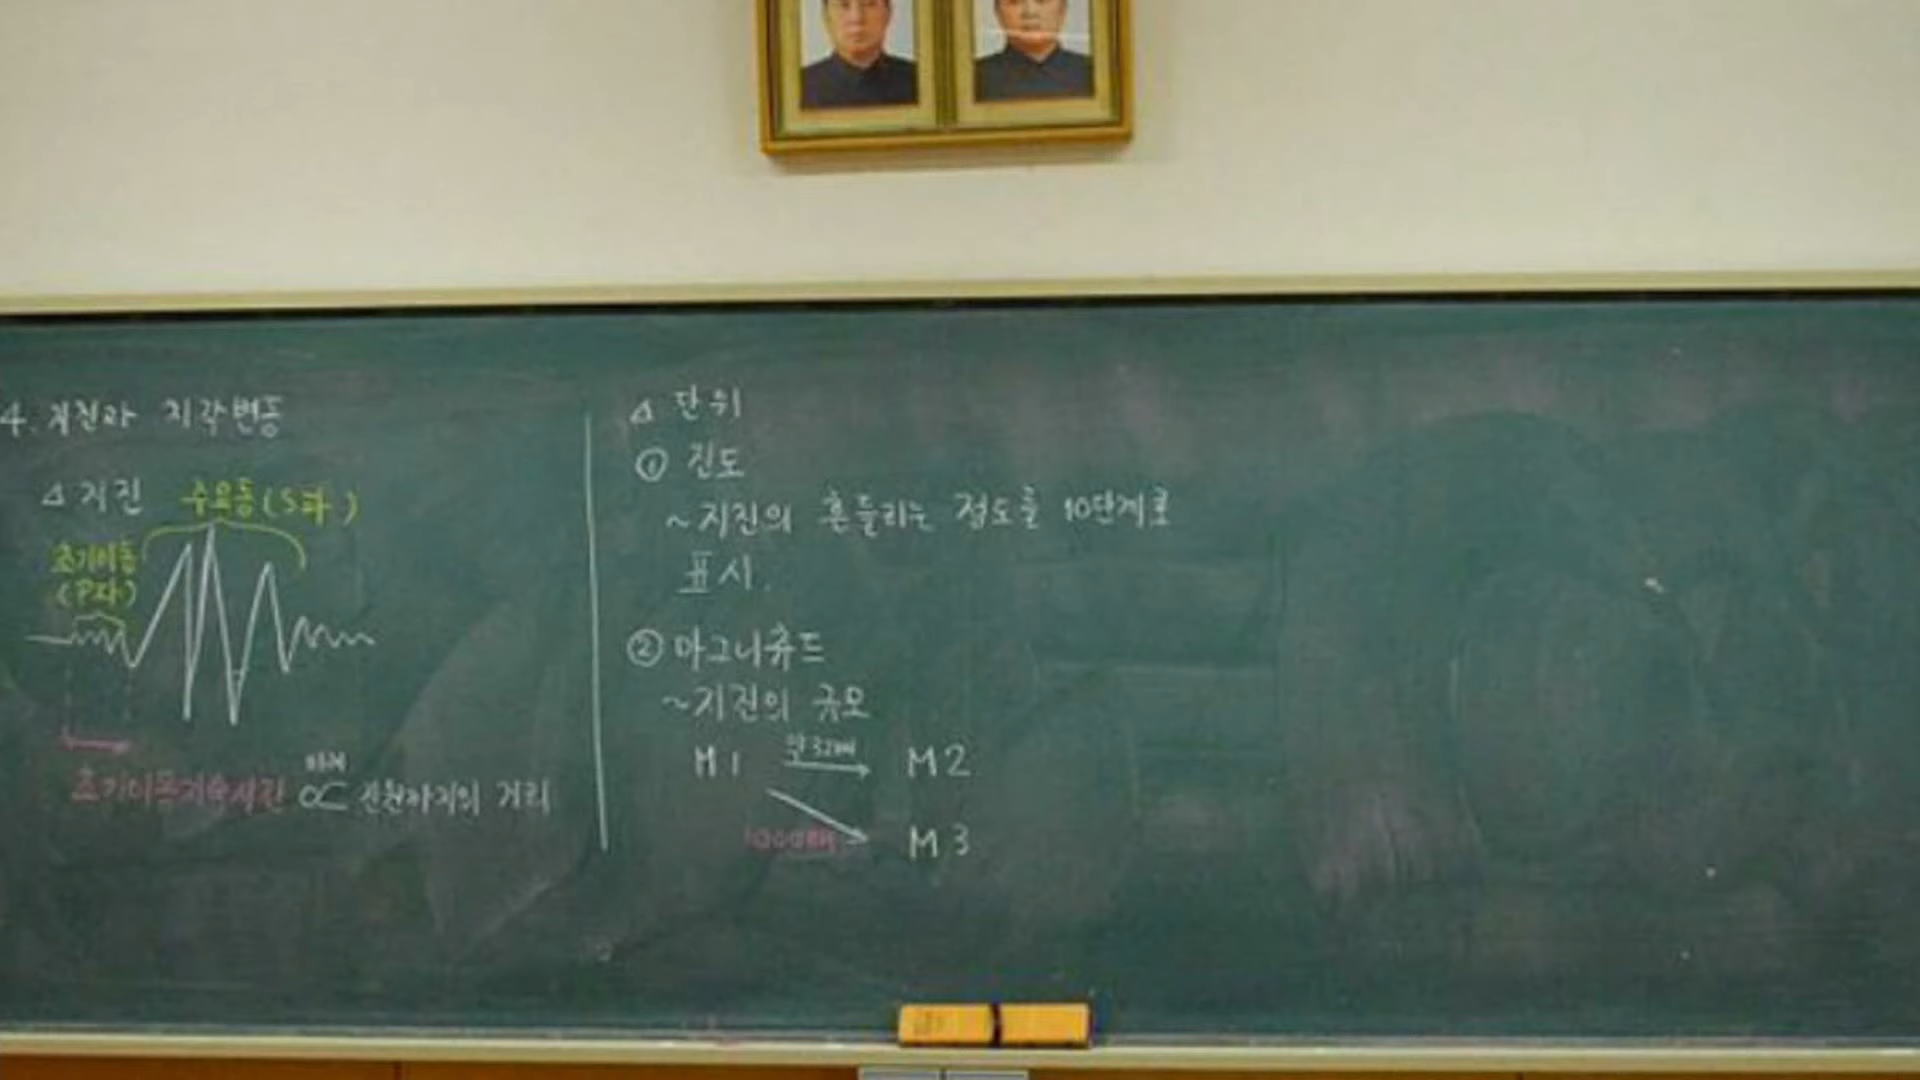 4. 지진과 지각변동
△ 지진 주요동(S파)
초기미동
(P파)
초기미동지속시간 ∝ 진원까지의 거리
비례
△ 단위
① 진도
~지진의 흔들리는 정도를 10단계로
표시.
② 마그니츄드
~지진의 규모
M1 약 32배 M2
1000배 M3